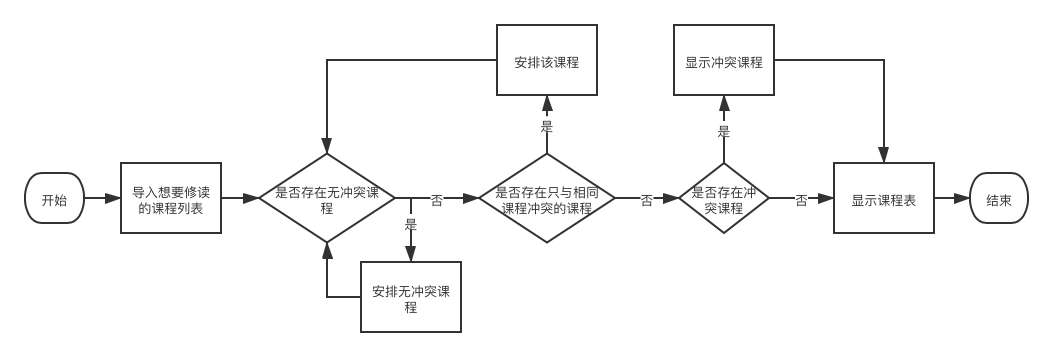 开始
导入想要修读
的课程列表
是否存在无冲突课
程
否
是
安排无冲突课
程
是否存在只与相同
课程冲突的课程
是
安排该课程
否
是否存在冲
突课程
是
显示冲突课程
否
显示课程表
结束